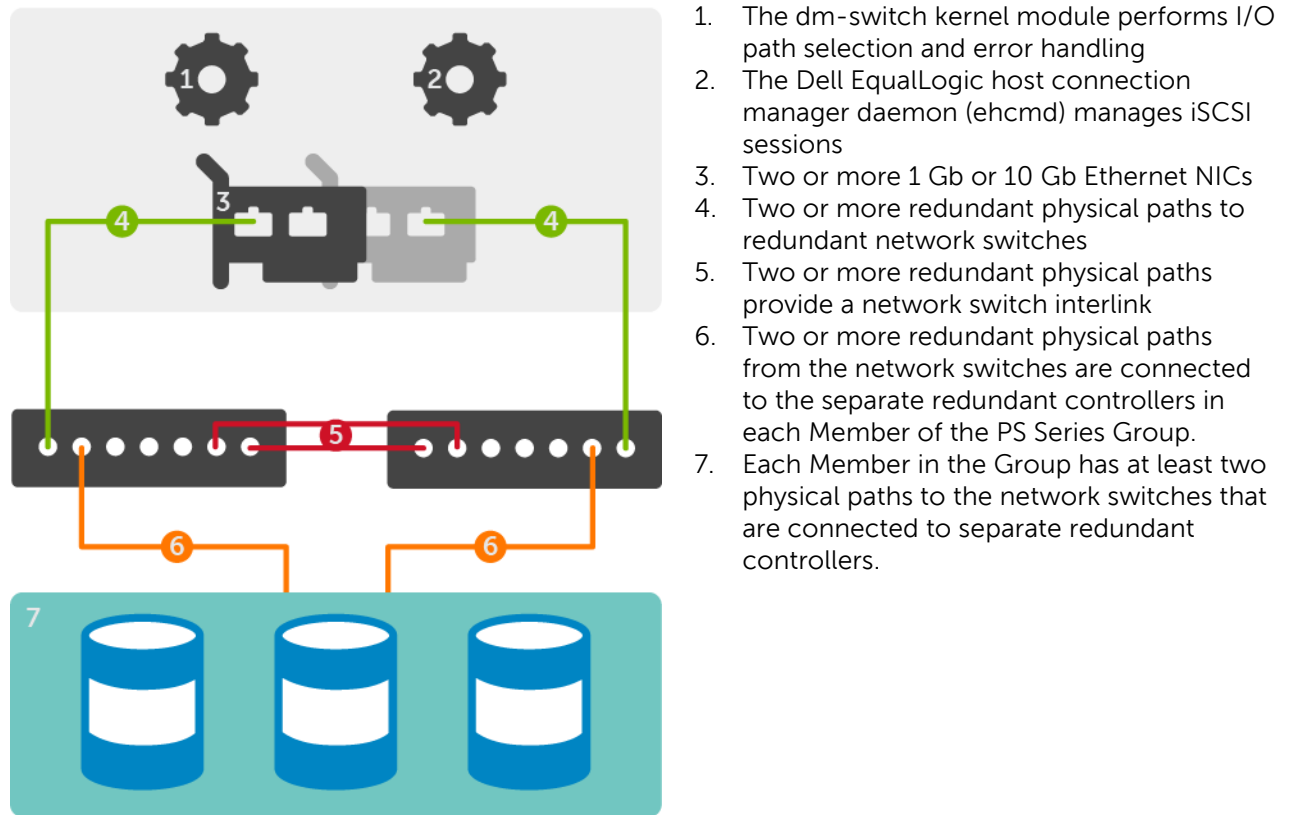 1
2
3
4
4
5
6
6
7
1. The dm-switch kernel module performs I/O
path selection and error handling
2. The Dell EqualLogic host connection
manager daemon (ehcmd) manages iSCSI
sessions
3. Two or more 1 Gb or 10 Gb Ethernet NICs
4. Two or more redundant physical paths to
redundant network switches
5. Two or more redundant physical paths
provide a network switch interlink
6. Two or more redundant physical paths
from the network switches are connected
to the separate redundant controllers in
each Member of the PS Series Group.
7. Each Member in the Group has at least two
physical paths to the network switches that
are connected to separate redundant
controllers.